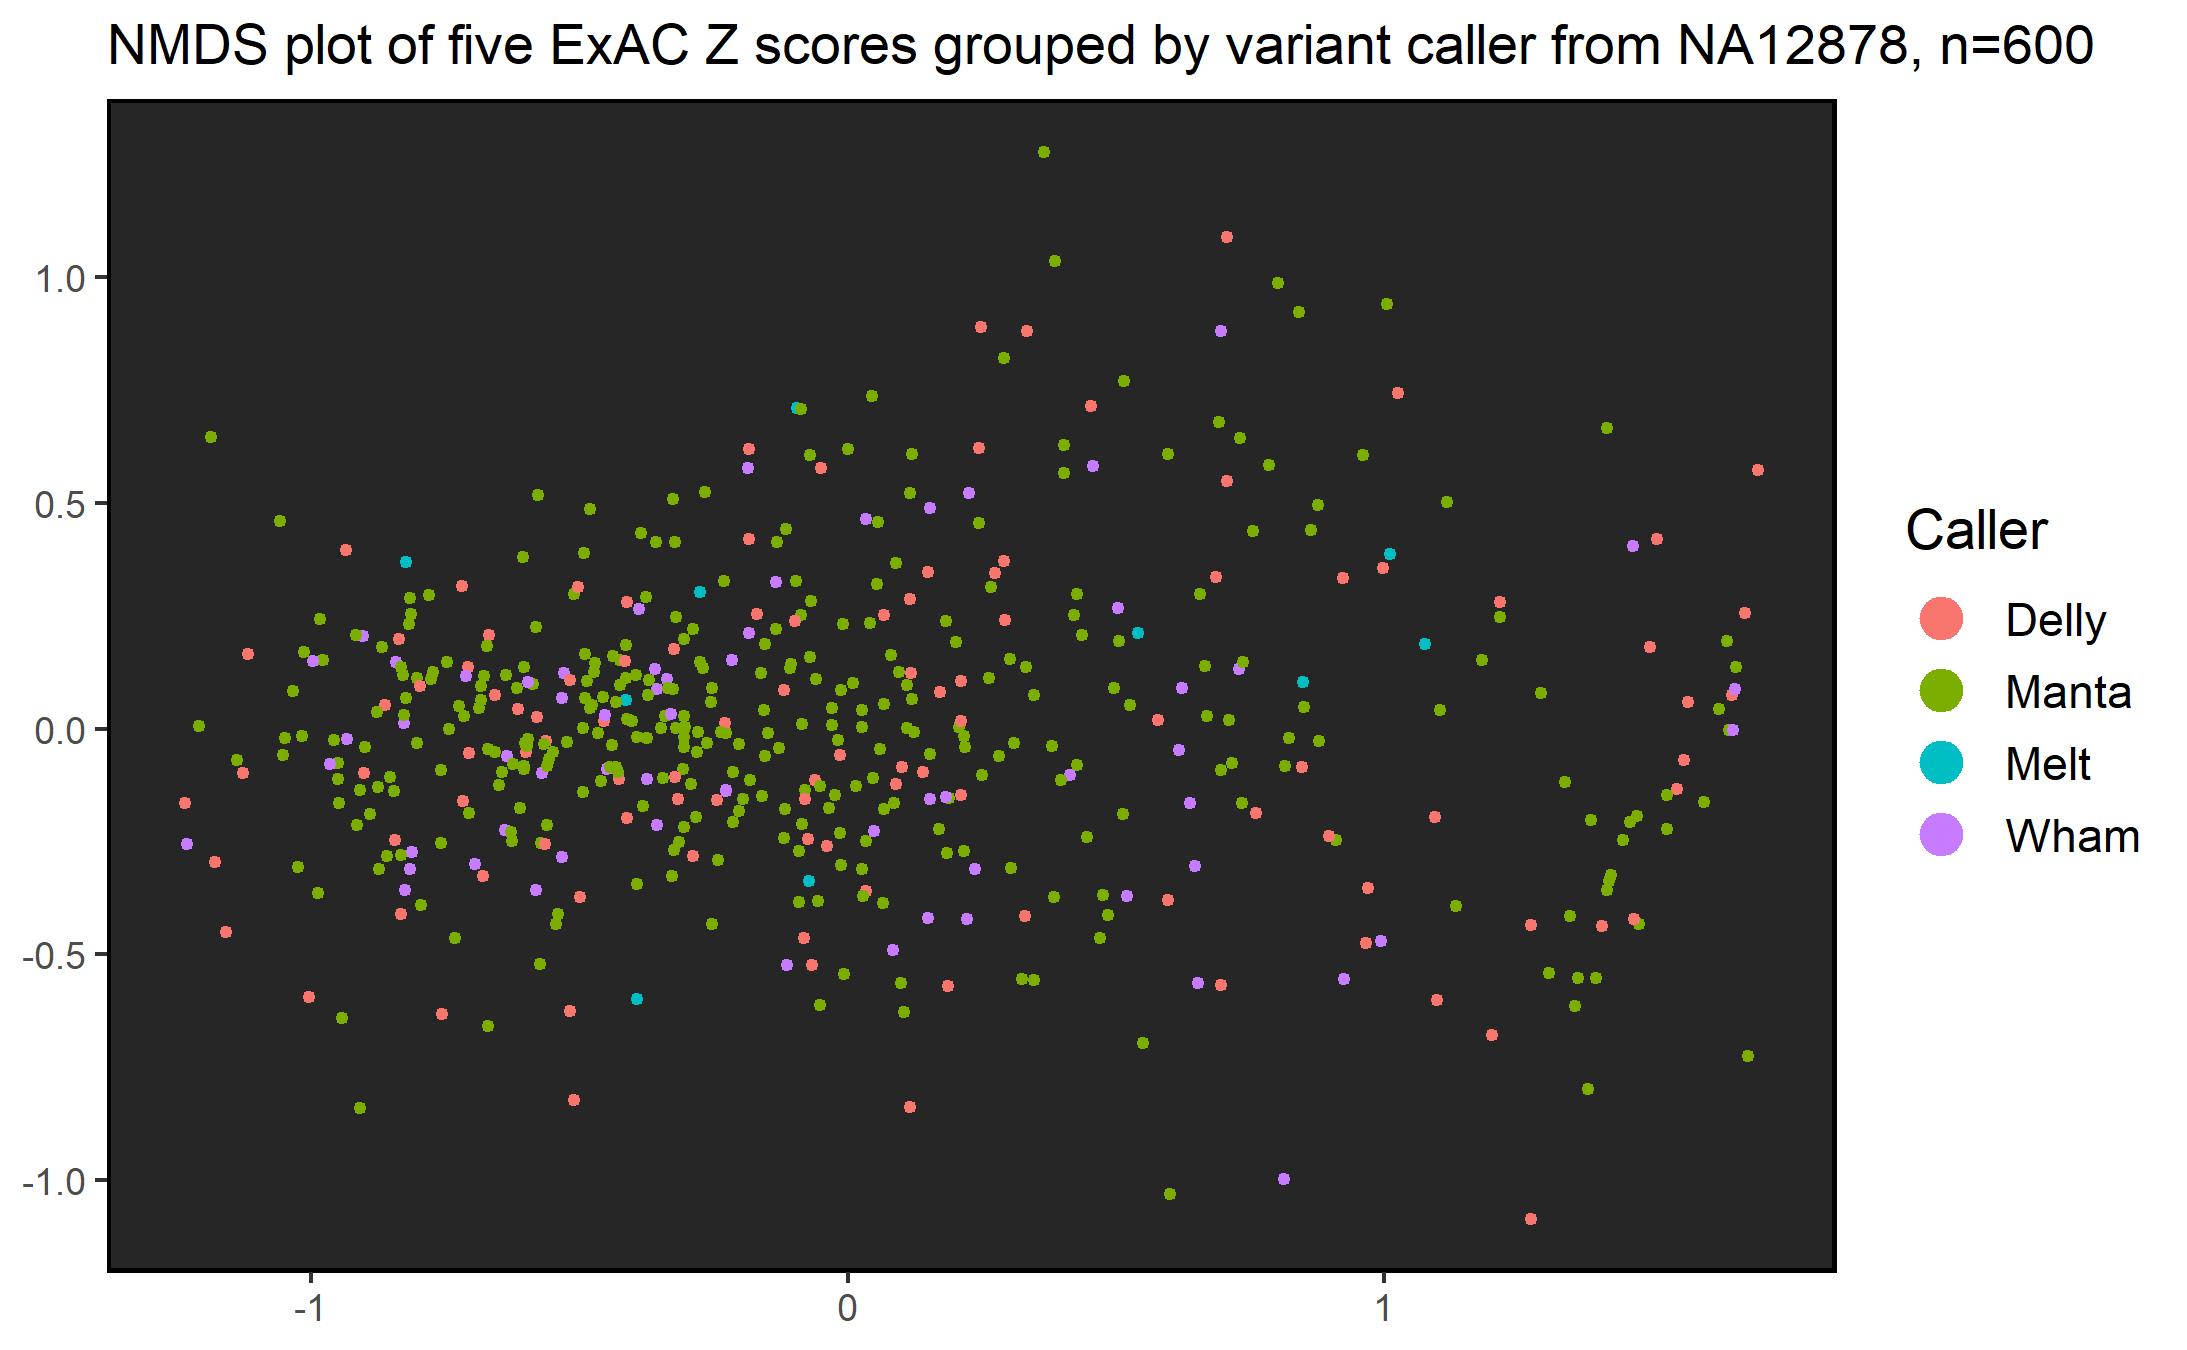 NMDS plot of five ExAC Z scores grouped by variant caller from NA12878, n=600
1.0
0.5
0.0
-0.5
-1.0
-1 0 1
Caller
Delly
Manta
Melt
Wham